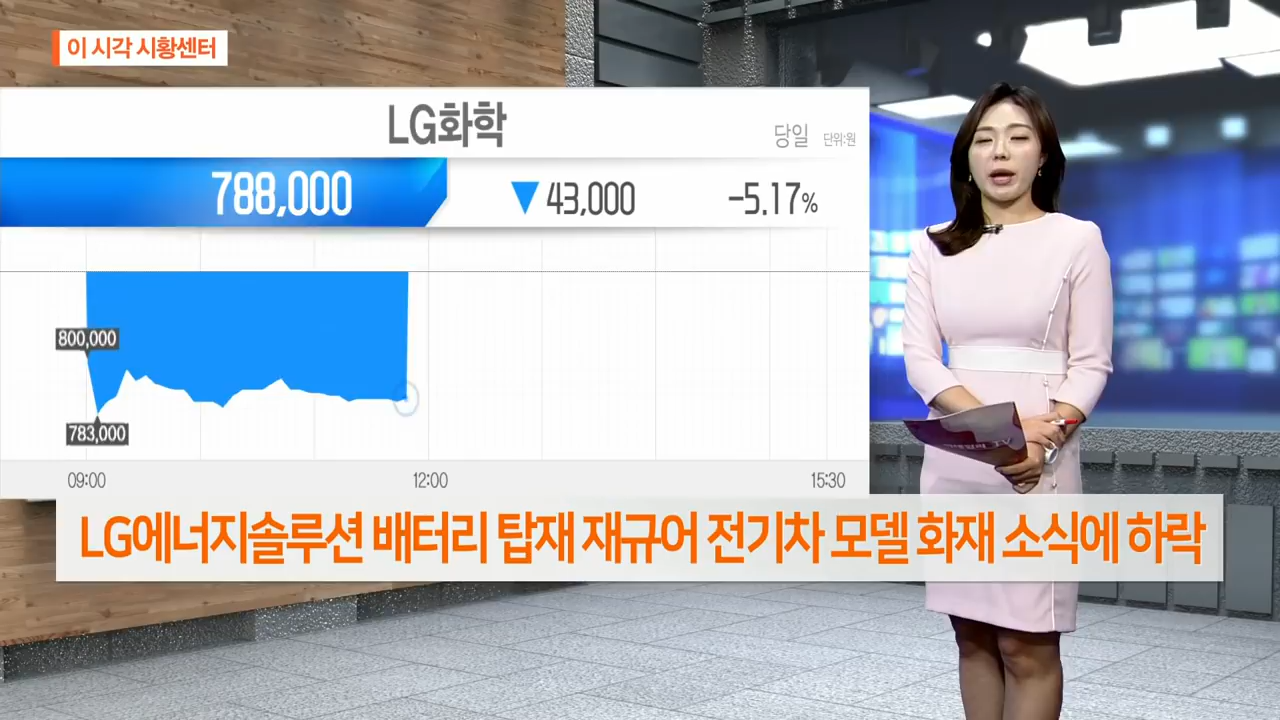 이 시각 시황센터
LG화학
당일 단위:원
788,000 ▼43,000 -5.17%
800,000
783,000
09:00 12:00 15:30
LG에너지솔루션 배터리 탑재 재규어 전기차 모델 화재 소식에 하락
TV